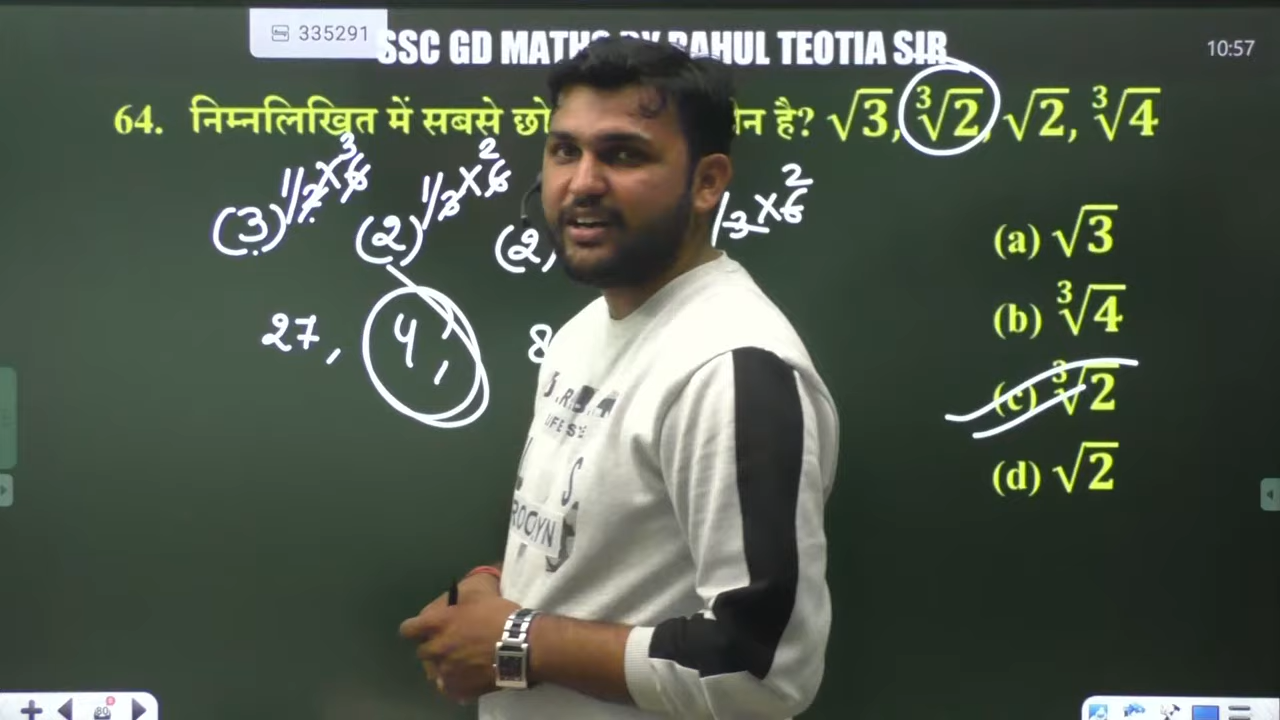 335291
SSC GD MATHS BY RAHUL TEOTIA SIR
10:57
64. निम्नलिखित में सबसे है? √3, ∛2, √2, ∛4
(3)^1/2×6 3
(2)^1/3×6 2
(2,
/3×6 2
27, 4, 8
(a) √3
(b) ∛4
(c) ∛2
(d) √2
80